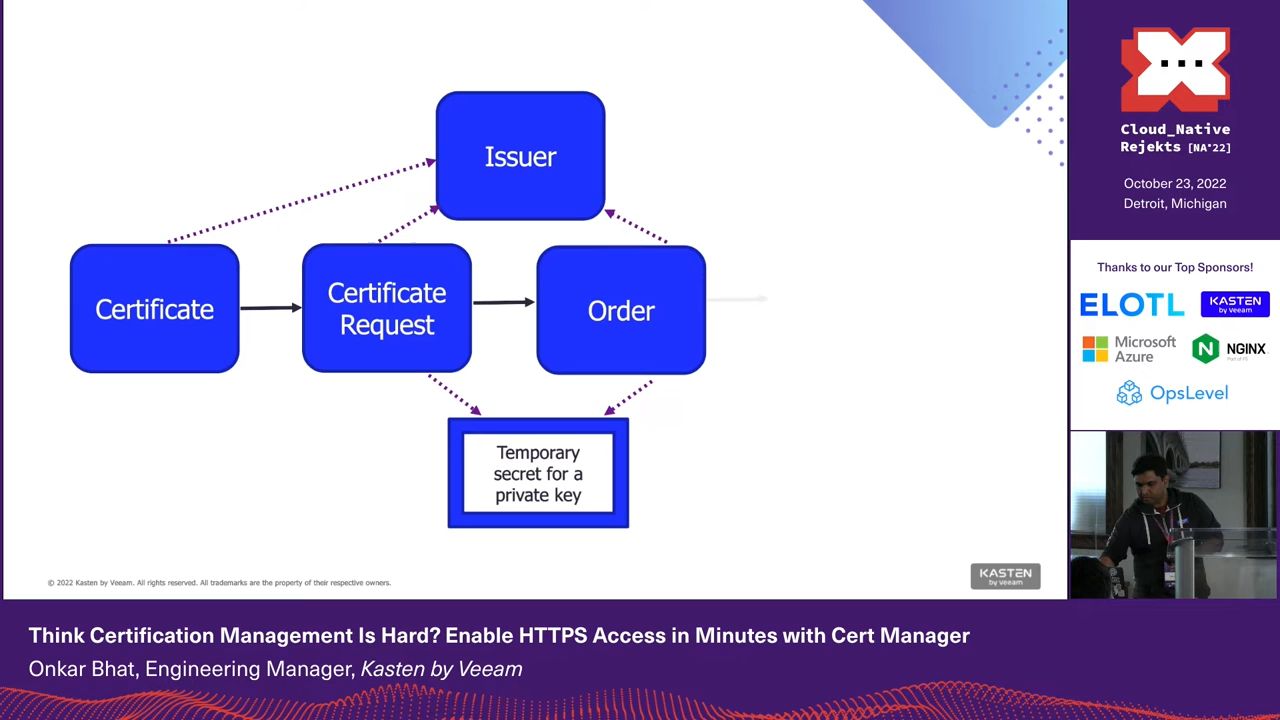 Issuer
Certificate
Certificate
Request
Order
Temporary
secret for a
private key
© 2022 Kasten by Veeam. All rights reserved. All trademarks are the property of their respective owners.
KASTEN
by Veeam
Cloud_Native
Rejekts [NA'22]
October 23, 2022
Detroit, Michigan
Thanks to our Top Sponsors!
ELOTL
KASTEN
by Veeam
Microsoft
Azure
N
NGINX
Part of F5
OpsLevel
Think Certification Management Is Hard? Enable HTTPS Access in Minutes with Cert Manager
Onkar Bhat, Engineering Manager, Kasten by Veeam